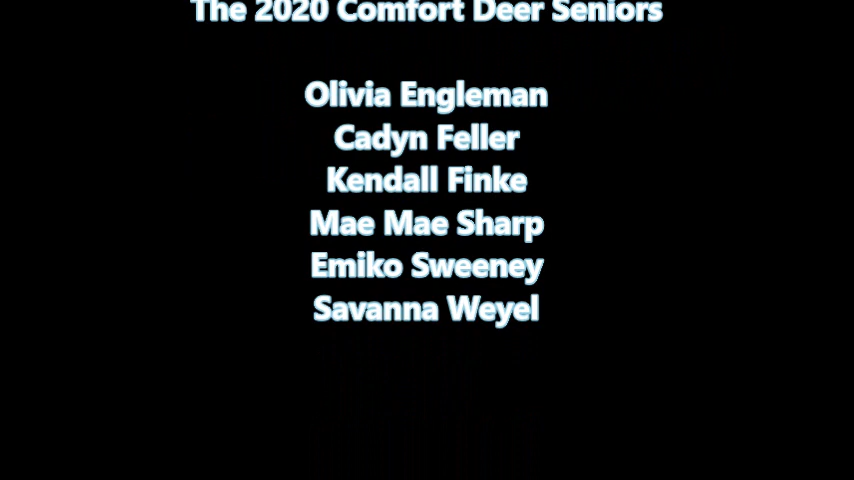 The 2020 Comfort Deer Seniors
Olivia Engleman
Cadyn Feller
Kendall Finke
Mae Mae Sharp
Emiko Sweeney
Savanna Weyel